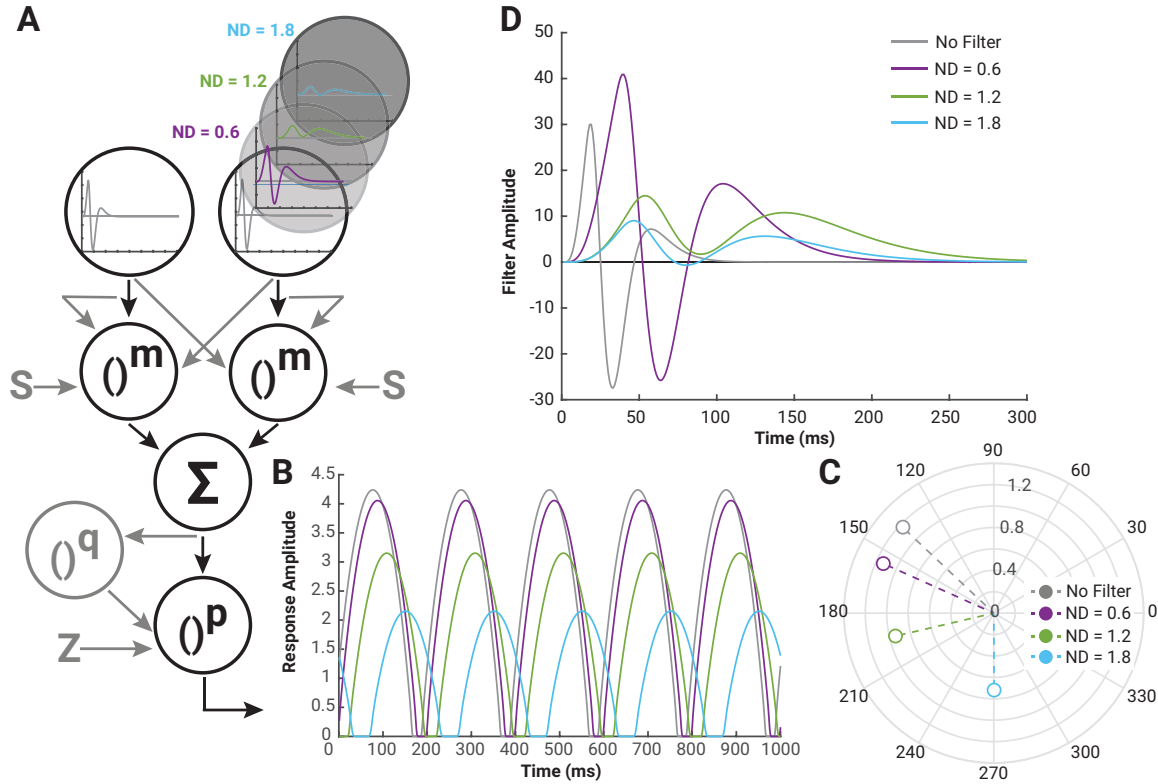 A
ND = 1.8
ND = 1.2
ND = 0.6
()m
()m
S
S
Σ
()q
()p
Z
D
Filter Amplitude
50
40
30
20
10
0
-10
-20
-30
0
50
100
150
200
250
300
Time (ms)
No Filter
ND = 0.6
ND = 1.2
ND = 1.8
B
Response Amplitude
4.5
4
3.5
3
2.5
2
1.5
1
0.5
0
100
200
300
400
500
600
700
800
900
1000
Time (ms)
C
90
120
60
150
30
180
0
210
330
240
300
270
1.2
0.8
0.4
0
No Filter
ND = 0.6
ND = 1.2
ND = 1.8